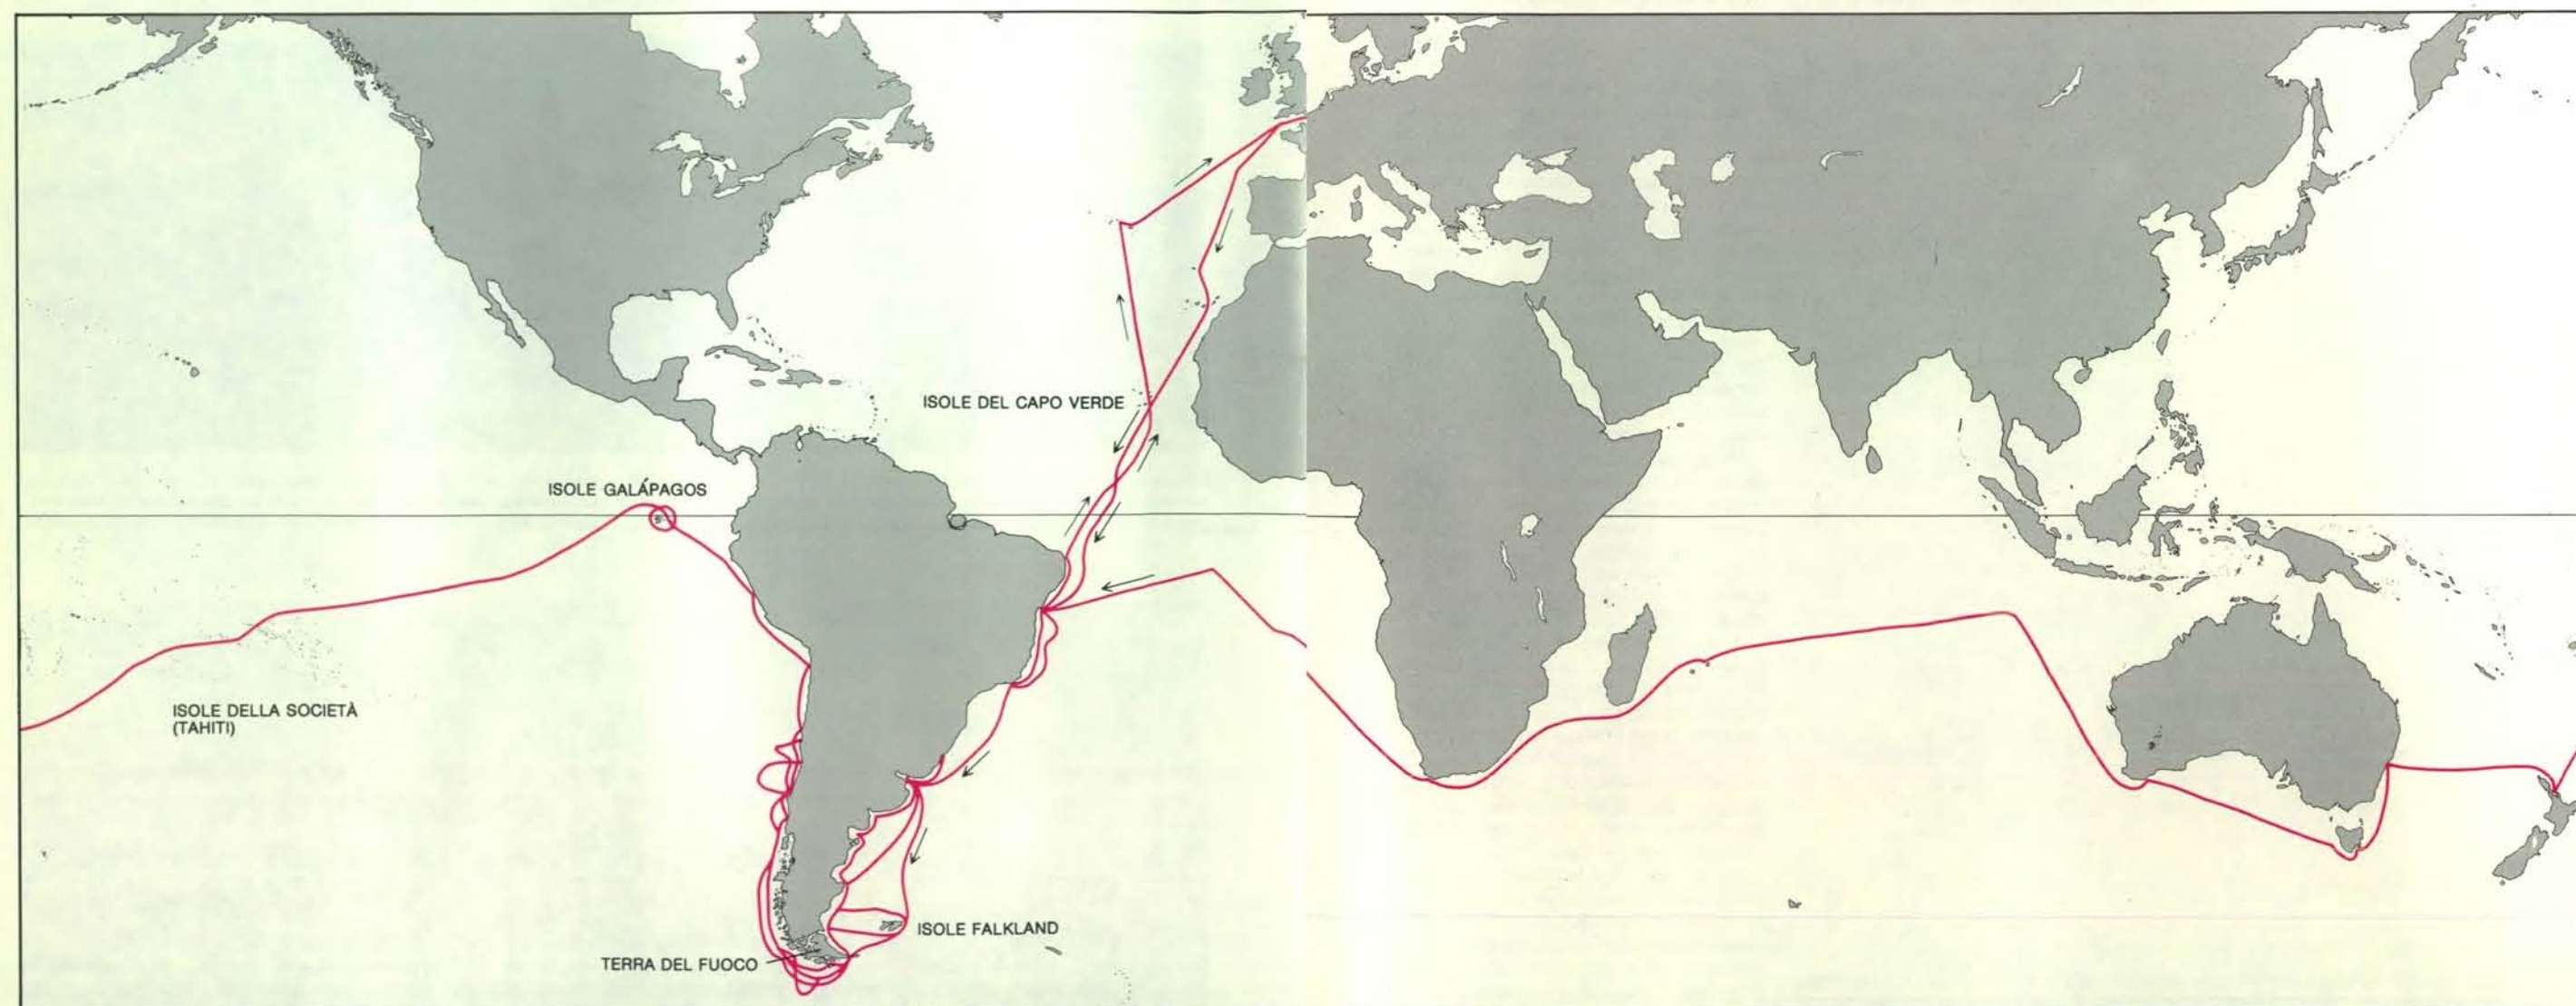 ISOLE DEL CAPO VERDE
ISOLE GALÁPAGOS
ISOLE DELLA SOCIETÀ
(TAHITI)
ISOLE FALKLAND
TERRA DEL FUOCO